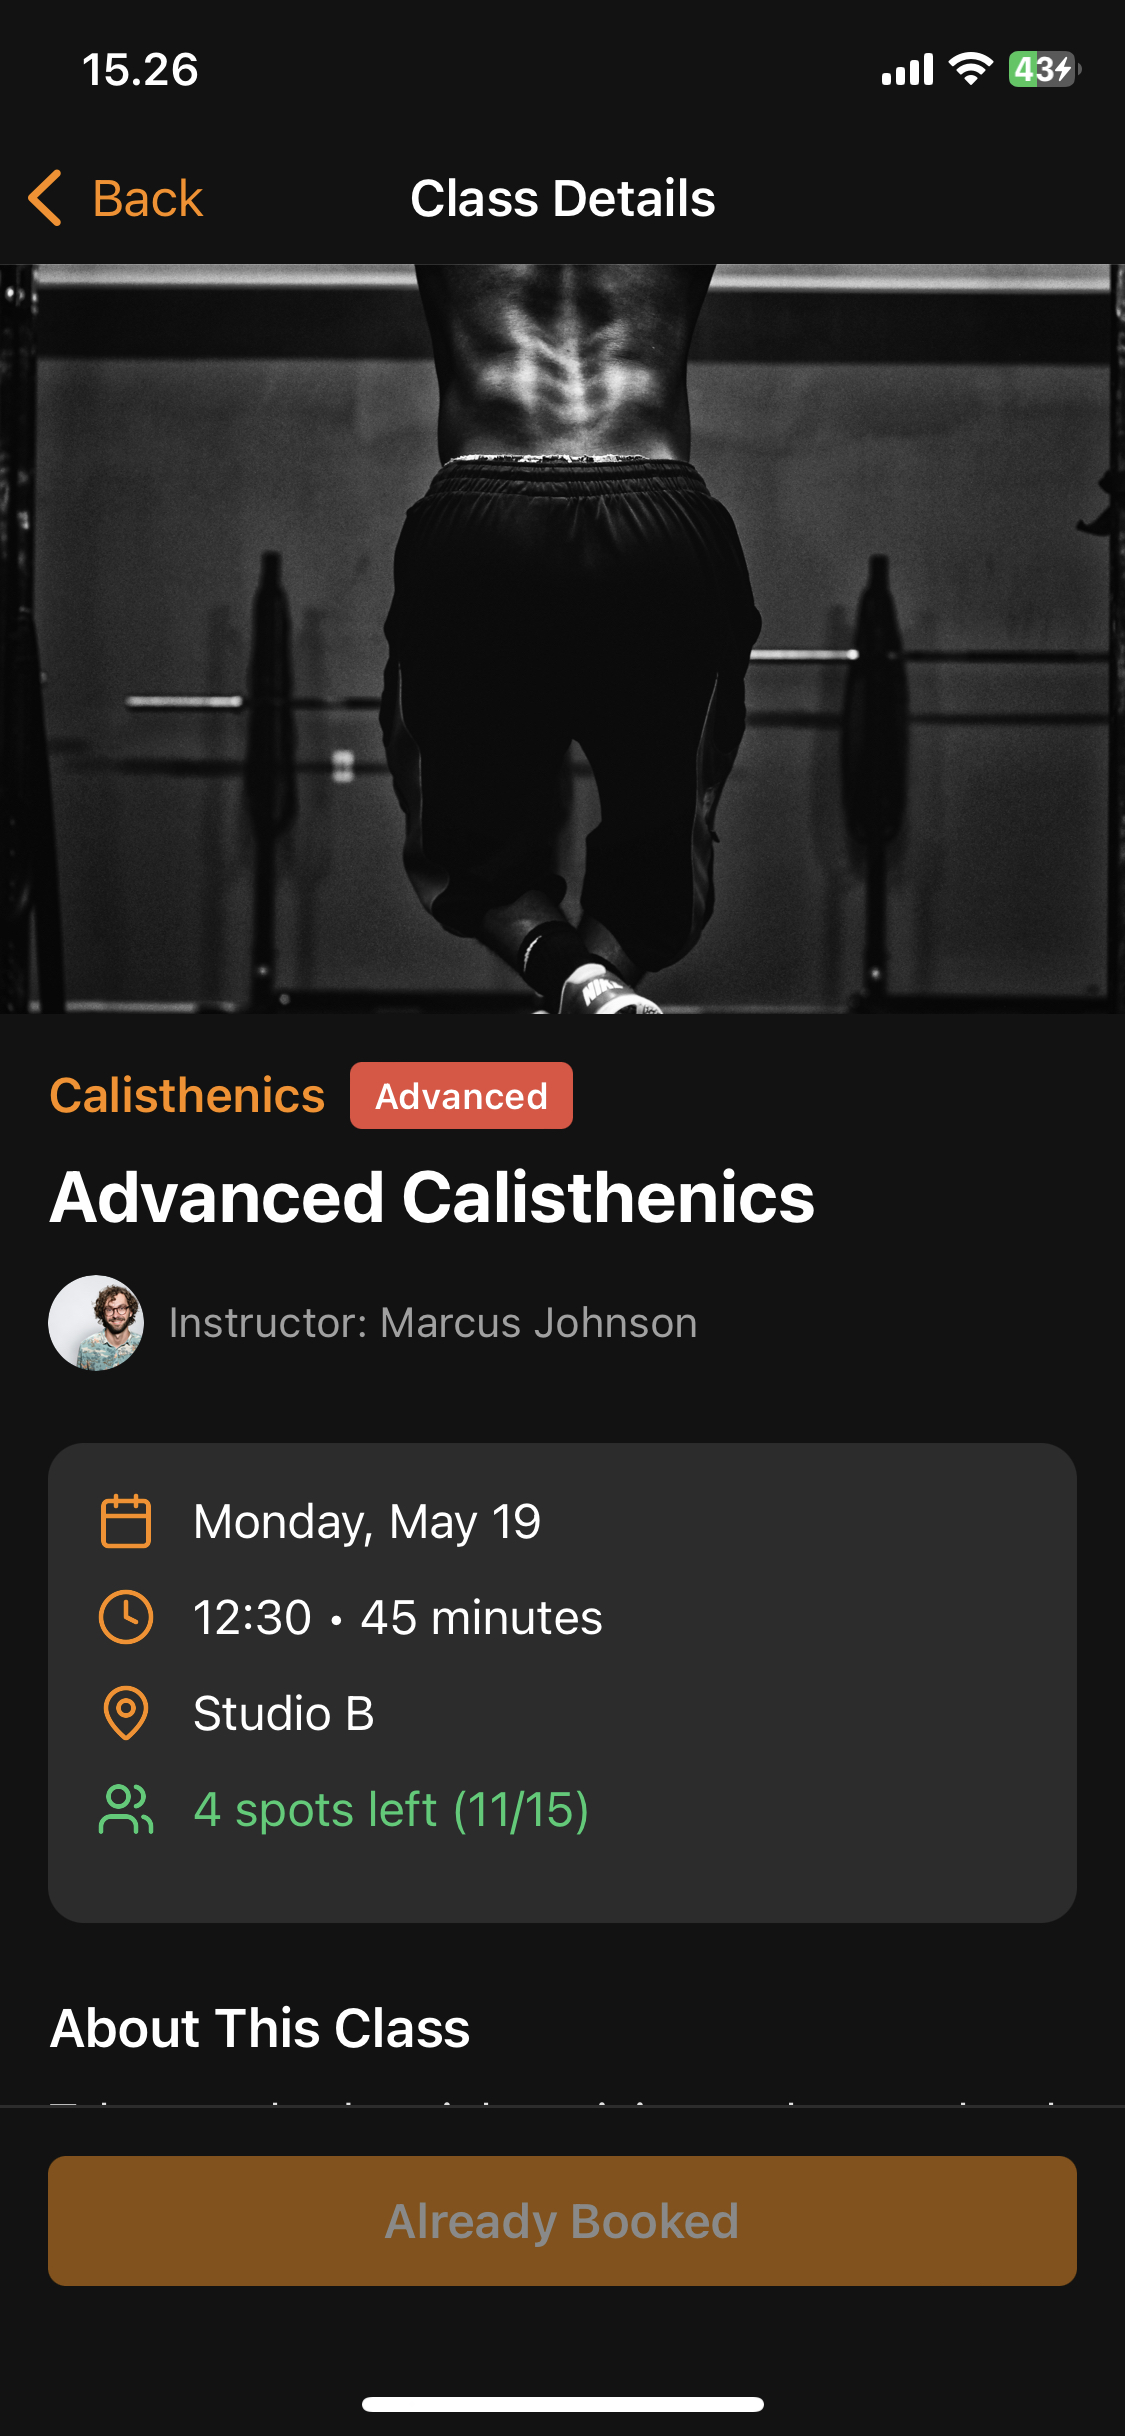 15.26
43
Back
Class Details
NIKE
Calisthenics
Advanced
Advanced Calisthenics
Instructor: Marcus Johnson
Monday, May 19
12:30 • 45 minutes
Studio B
4 spots left (11/15)
About This Class
Already Booked